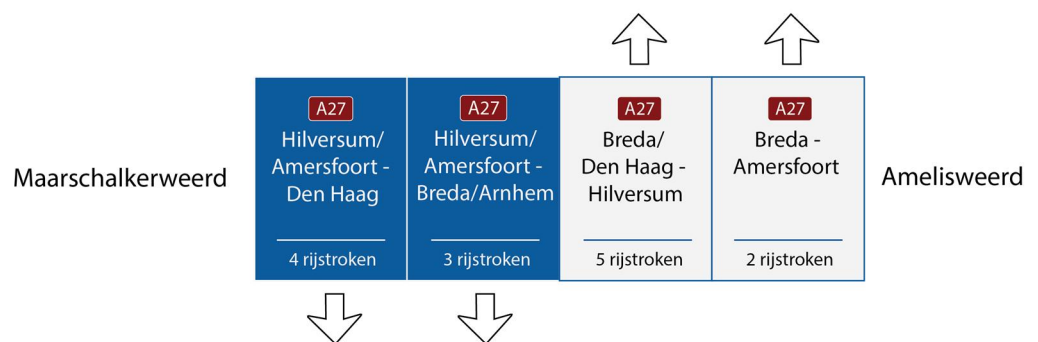 Maarschalkerweerd
A27
Hilversum/
Amersfoort -
Den Haag
4 rijstroken
A27
Hilversum/
Amersfoort -
Breda/Arnhem
3 rijstroken
A27
Breda/
Den Haag -
Hilversum
5 rijstroken
A27
Breda -
Amersfoort
2 rijstroken
Amelisweerd